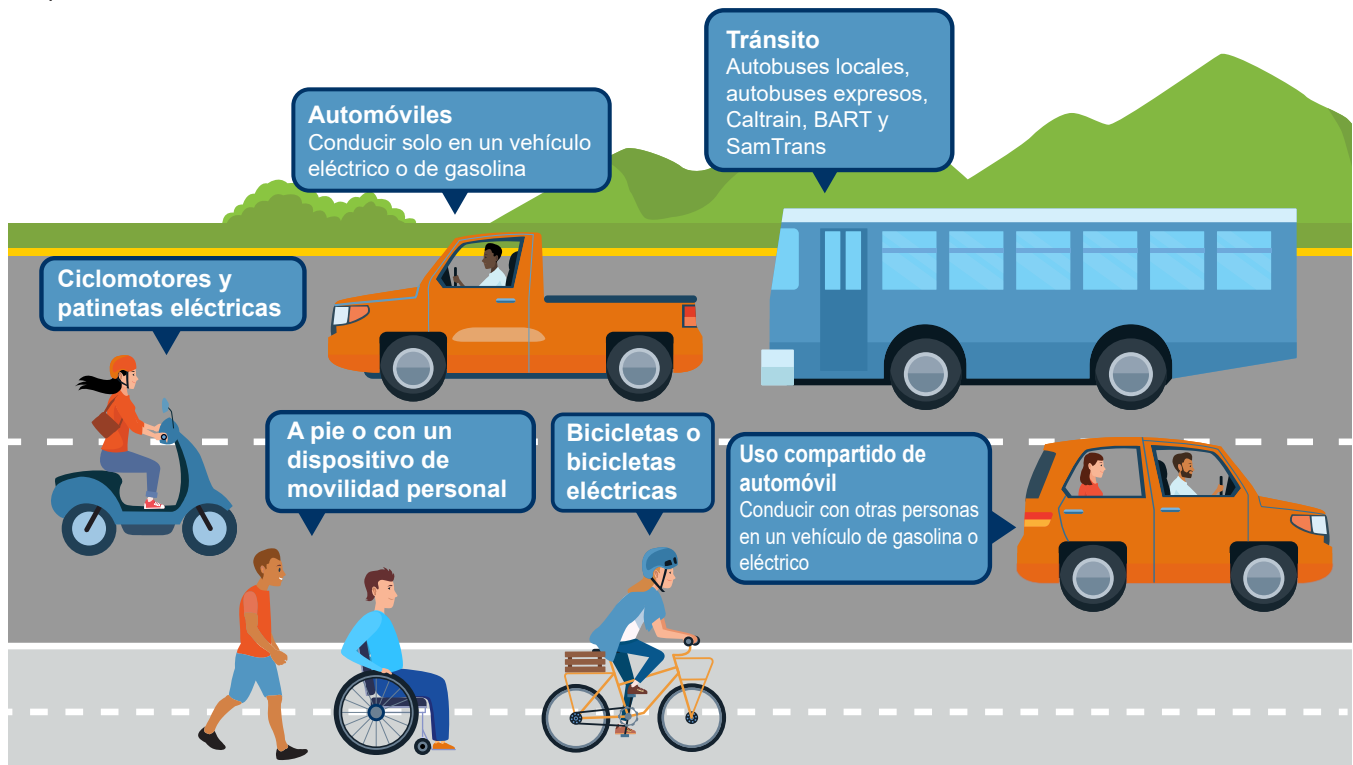 Tránsito
Autobuses locales,
autobuses expresos,
Caltrain, BART y
SamTrans
Automóviles
Conducir solo en un vehículo
eléctrico o de gasolina
Ciclomotores y
patinetas eléctricas
A pie o con un
dispositivo de
movilidad personal
Bicicletas o
bicicletas
eléctricas
Uso compartido de
automóvil
Conducir con otras personas
en un vehículo de gasolina o
eléctrico